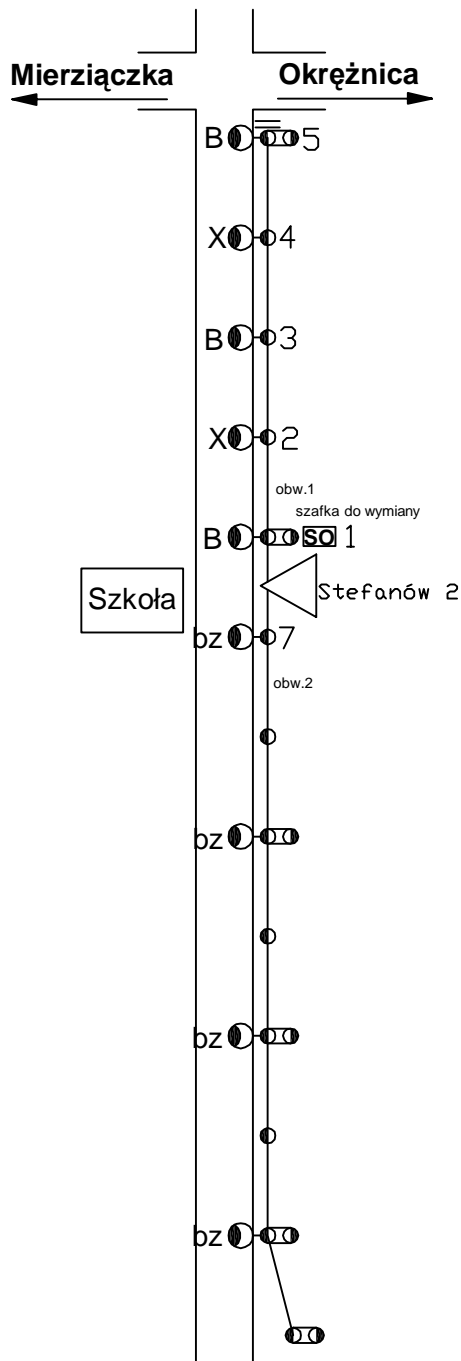 Mierziączka Okrężnica
B 5
X 4
B 3
X 2
obw.1
szafka do wymiany
B SO 1
Szkoła Stefanów 2
bz 7
obw.2
bz
bz
bz